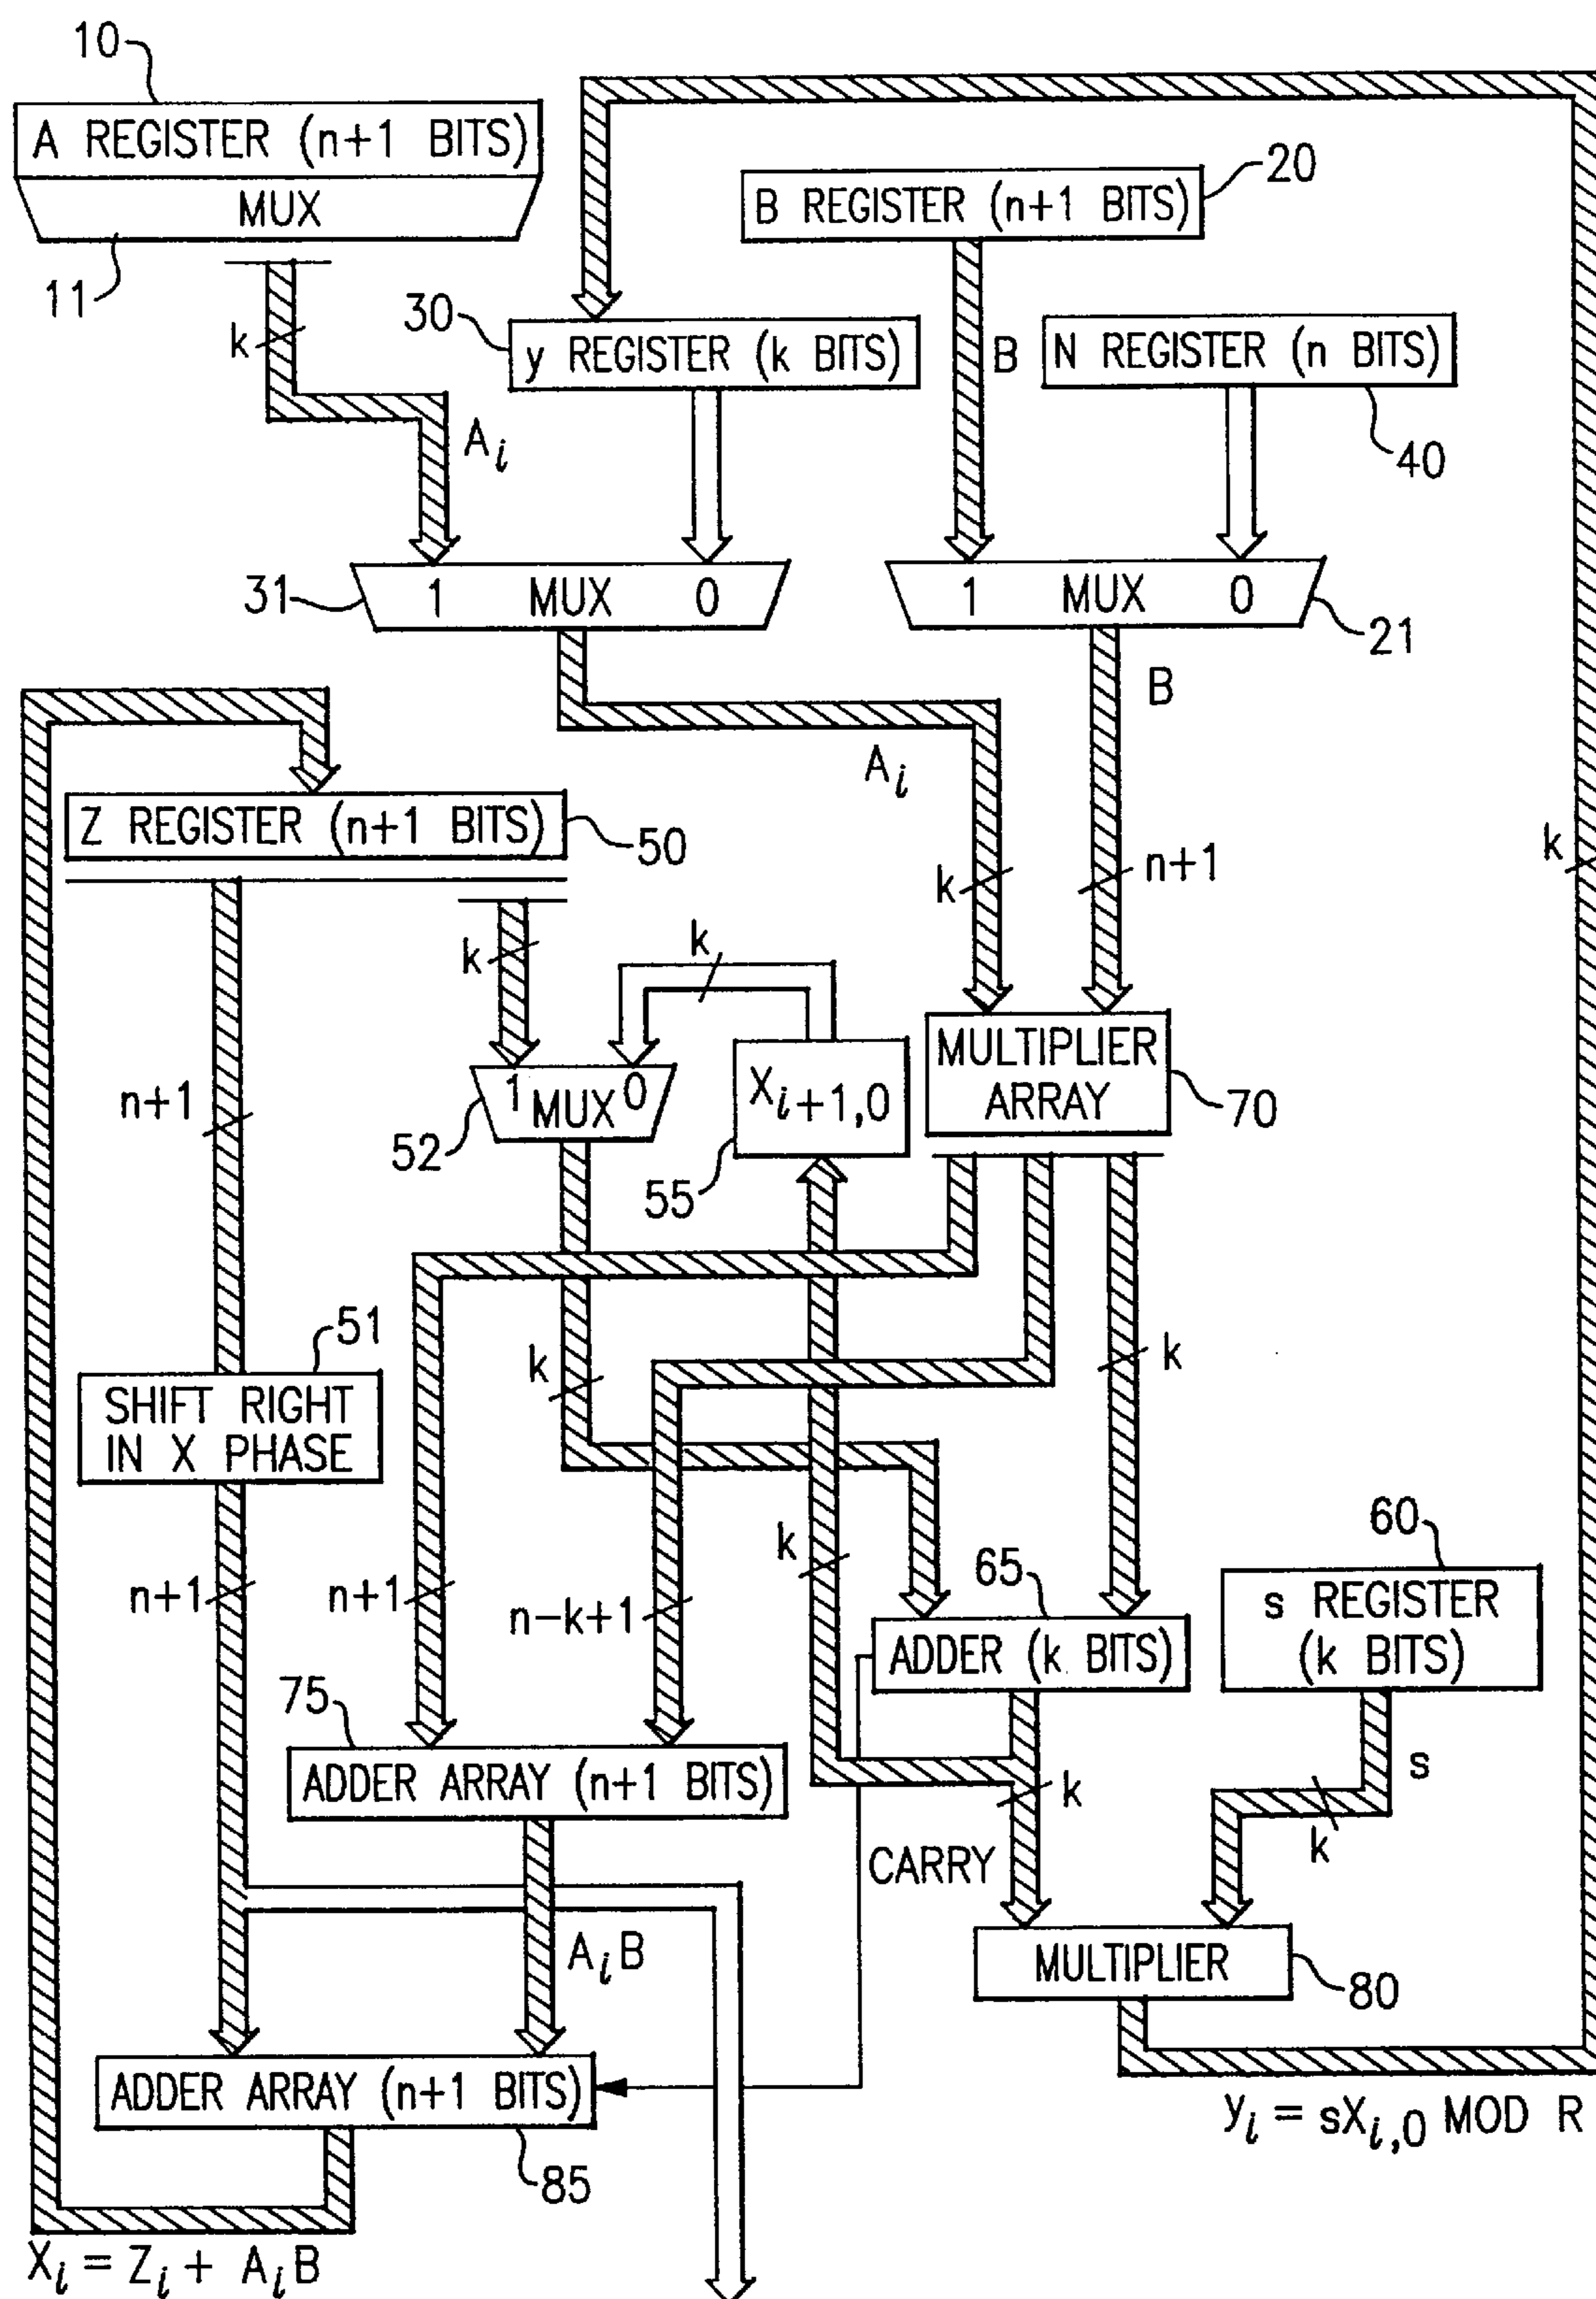 10
A REGISTER (n+1 BITS)
MUX
11
k
A_i
20
B REGISTER (n+1 BITS)
30
y REGISTER (k BITS)
B
N REGISTER (n BITS)
40
31
1 MUX 0
1 MUX 0
21
B
A_i
Z REGISTER (n+1 BITS)
50
k
n+1
k
k
k
n+1
1 MUX 0
52
X_{i+1,0}
55
MULTIPLIER
ARRAY
70
51
SHIFT RIGHT
IN X PHASE
k
k
n+1
n+1
n-k+1
k
65
ADDER (k BITS)
60
s REGISTER
(k BITS)
75
ADDER ARRAY (n+1 BITS)
k
s
k
CARRY
A_iB
MULTIPLIER
80
ADDER ARRAY (n+1 BITS)
85
y_i = sX_{i,0} MOD R
X_i = Z_i + A_iB